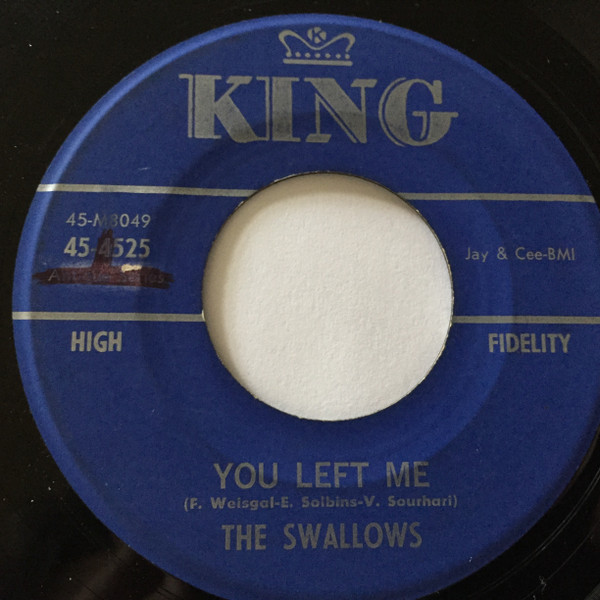 K
KING
45-M8049
45-4525
Jay & Cee-BMI
HIGH
FIDELITY
YOU LEFT ME
(F. Weisgal-E. Solbins-V. Sourhari)
THE SWALLOWS